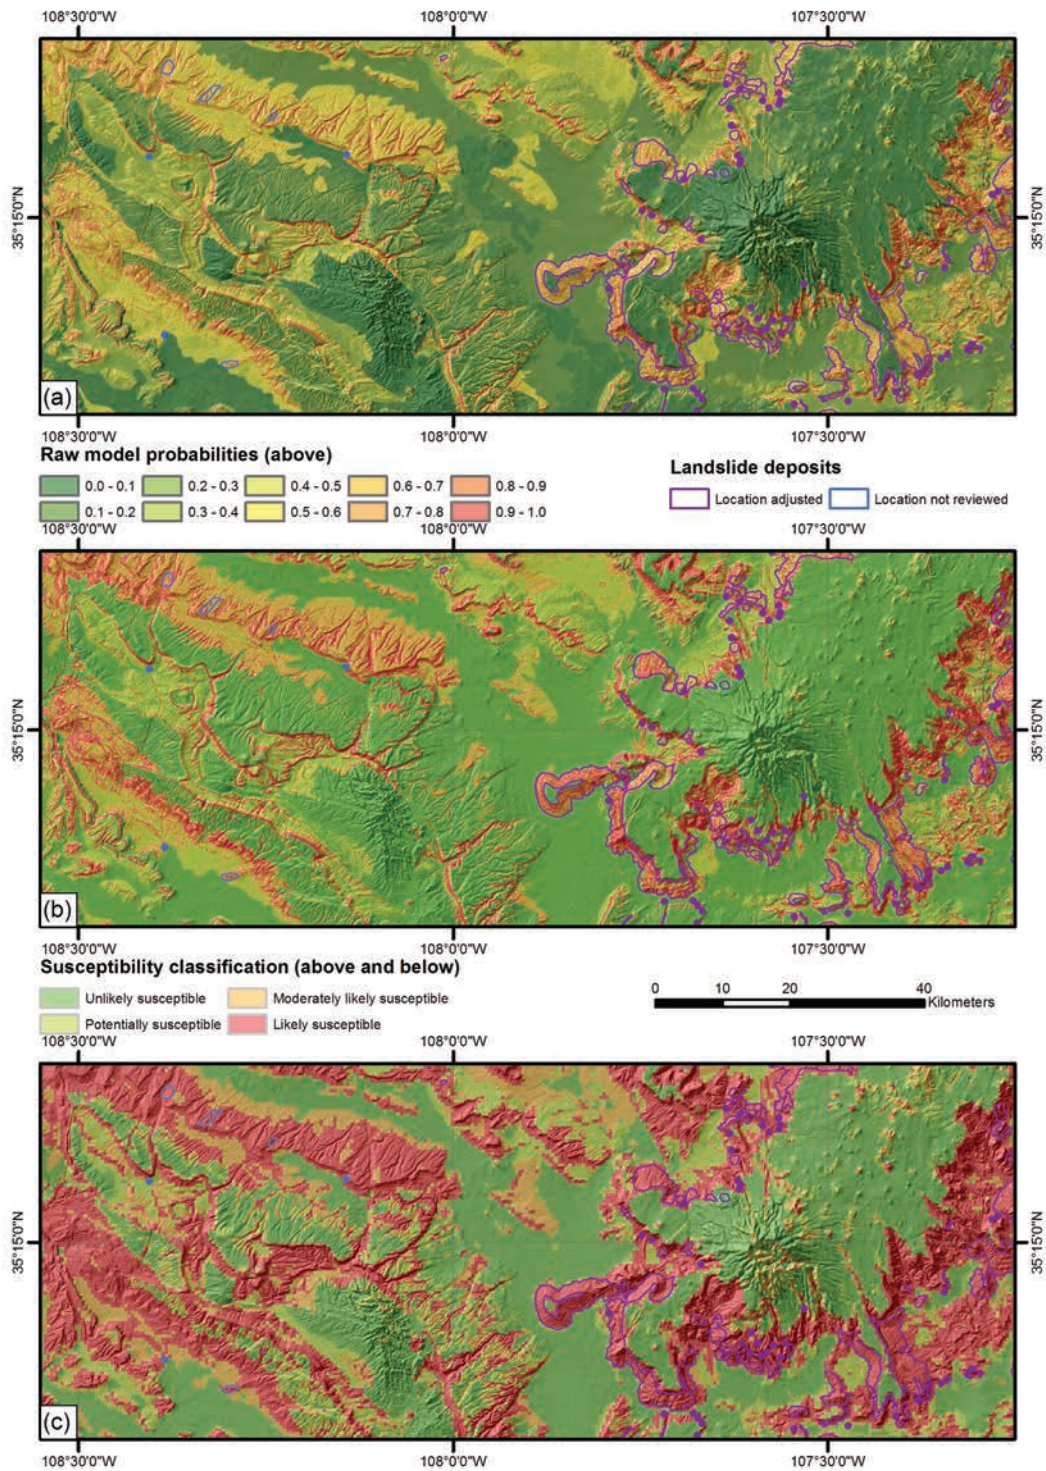 108°30'0"W 108°0'0"W 107°30'0"W
35°15'0"N 35°15'0"N
(a)
108°30'0"W 108°0'0"W 107°30'0"W
Raw model probabilities (above)
0.0 - 0.1 0.2 - 0.3 0.4 - 0.5 0.6 - 0.7 0.8 - 0.9
0.1 - 0.2 0.3 - 0.4 0.5 - 0.6 0.7 - 0.8 0.9 - 1.0
Landslide deposits
Location adjusted Location not reviewed
108°30'0"W 108°0'0"W 107°30'0"W
35°15'0"N 35°15'0"N
(b)
108°30'0"W 108°0'0"W 107°30'0"W
Susceptibility classification (above and below)
Unlikely susceptible Moderately likely susceptible
Potentially susceptible Likely susceptible
0 10 20 40
Kilometers
108°30'0"W 108°0'0"W 107°30'0"W
35°15'0"N 35°15'0"N
(c)
108°30'0"W 108°0'0"W 107°30'0"W